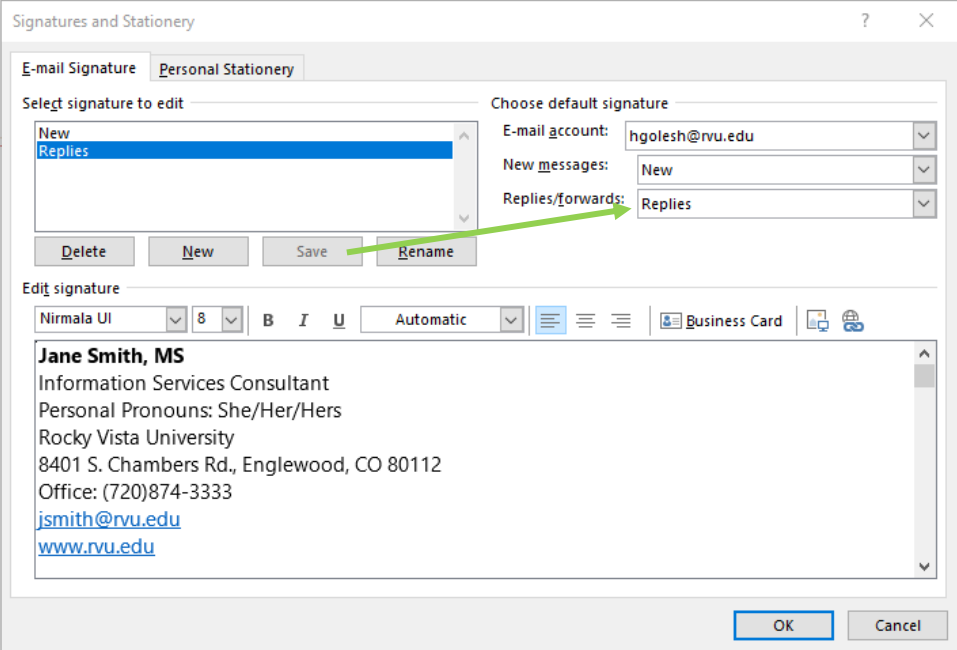 Signatures and Stationery ?
E-mail Signature Personal Stationery
Select signature to edit
New
Replies
Delete New Save Rename
Choose default signature
E-mail account: hgolesh@rvu.edu
New messages: New
Replies/forwards: Replies
Edit signature
Nirmala UI 8 B I U Automatic Business Card
Jane Smith, MS
Information Services Consultant
Personal Pronouns: She/Her/Hers
Rocky Vista University
8401 S. Chambers Rd., Englewood, CO 80112
Office: (720)874-3333
jsmith@rvu.edu
www.rvu.edu
OK Cancel